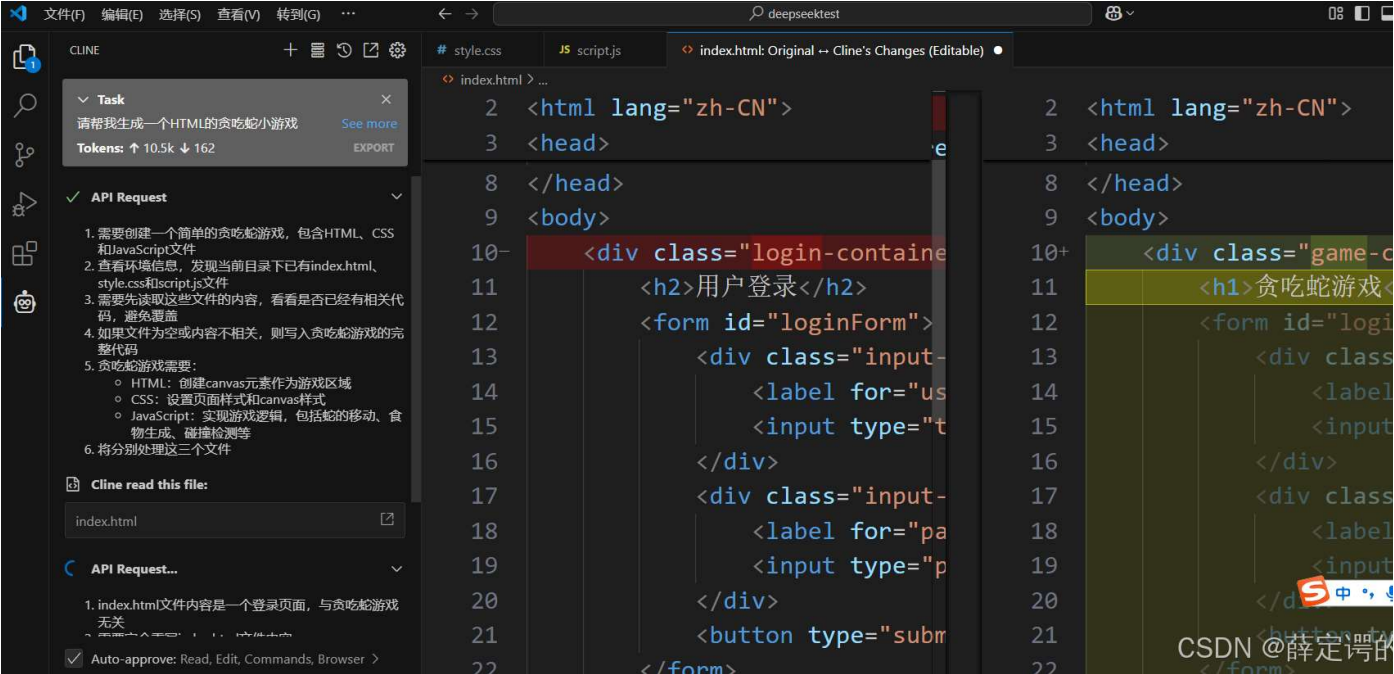 文件(F) 编辑(E) 选择(S) 查看(V) 转到(G) ···
deepseektest
CLINE
Task
请帮我生成一个HTML的贪吃蛇小游戏 See more
Tokens: ↑ 10.5k ↓ 162 EXPORT
API Request
1. 需要创建一个简单的贪吃蛇游戏，包含HTML、CSS
和JavaScript文件
2. 查看环境信息，发现当前目录下已有index.html、
style.css和script.js文件
3. 需要先读取这些文件的内容，看看是否已经有相关代
码，避免覆盖
4. 如果文件为空或内容不相关，则写入贪吃蛇游戏的完
整代码
5. 贪吃蛇游戏需要：
HTML：创建canvas元素作为游戏区域
CSS：设置页面样式和canvas样式
JavaScript：实现游戏逻辑，包括蛇的移动、食
物生成、碰撞检测等
6. 将分别处理这三个文件
Cline read this file:
index.html
API Request...
1. index.html文件内容是一个登录页面，与贪吃蛇游戏
无关
Auto-approve: Read, Edit, Commands, Browser >
1
# style.css JS script.js <> index.html: Original ↔ Cline's Changes (Editable) ●
<> index.html > ...
2 <html lang="zh-CN">
3 <head>
re
8 </head>
9 <body>
10− <div class="login-containe
11 <h2>用户登录</h2>
12 <form id="loginForm">
13 <div class="input-
14 <label for="us
15 <input type="t
16 </div>
17 <div class="input-
18 <label for="pa
19 <input type="p
20 </div>
21 <button type="subm
22 </form>
2 <html lang="zh-CN">
3 <head>
8 </head>
9 <body>
10+ <div class="game-c
11 <h1>贪吃蛇游戏<
12 <form id="logi
13 <div class
14 <label
15 <input
16 </div>
17 <div class
18 <label
19 <input
20 </d
21 <button ty
22 </form>
S 中 °,
CSDN @薛定谔的